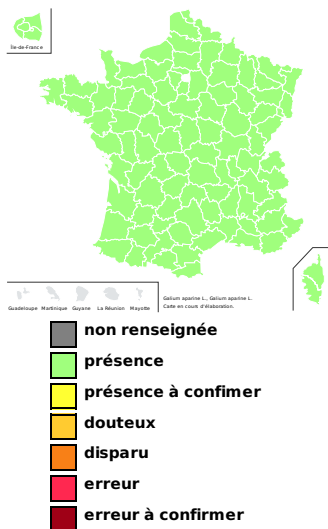 Île-de-France
Guadeloupe Martinique Guyane La Réunion Mayotte
Galium aparine L., Galium aparine L.
Carte en cours d'élaboration.
non renseignée
présence
présence à confimer
douteux
disparu
erreur
erreur à confirmer